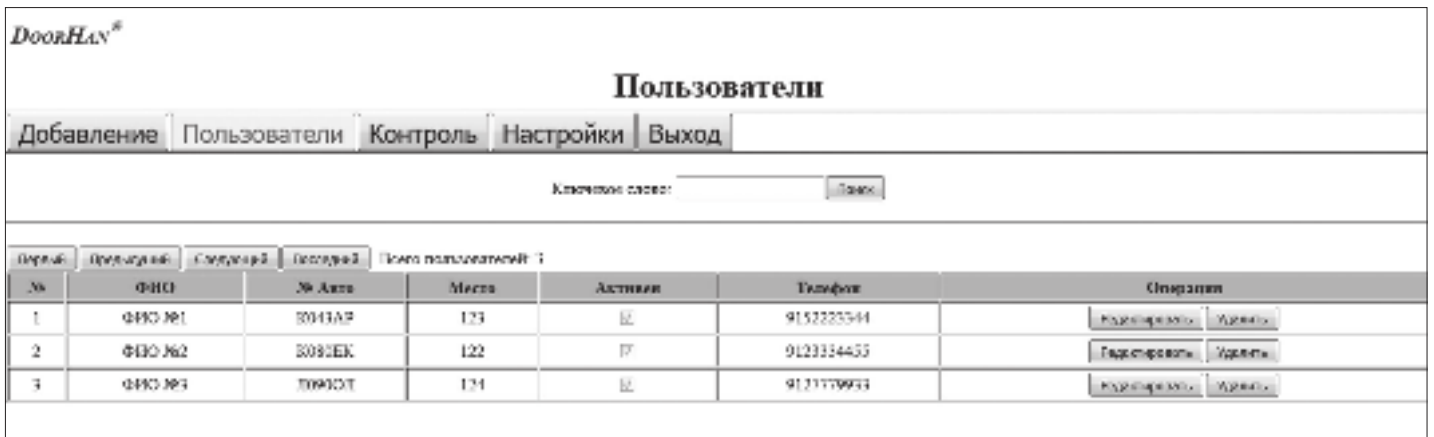 DoorHan®
Пользователи
Добавление Пользователи Контроль Настройки Выход
Ключевое слово: Поиск
Первый Предыдущий Следующий Последний Всего пользователей: 3
№ ФИО № Авто Место Активен Телефон Операции
1 ФИО №1 К043АР 123 9152223344 Редактировать Удалить
2 ФИО №2 К080ЕК 122 9123334455 Редактировать Удалить
3 ФИО №3 124 Редактировать Удалить